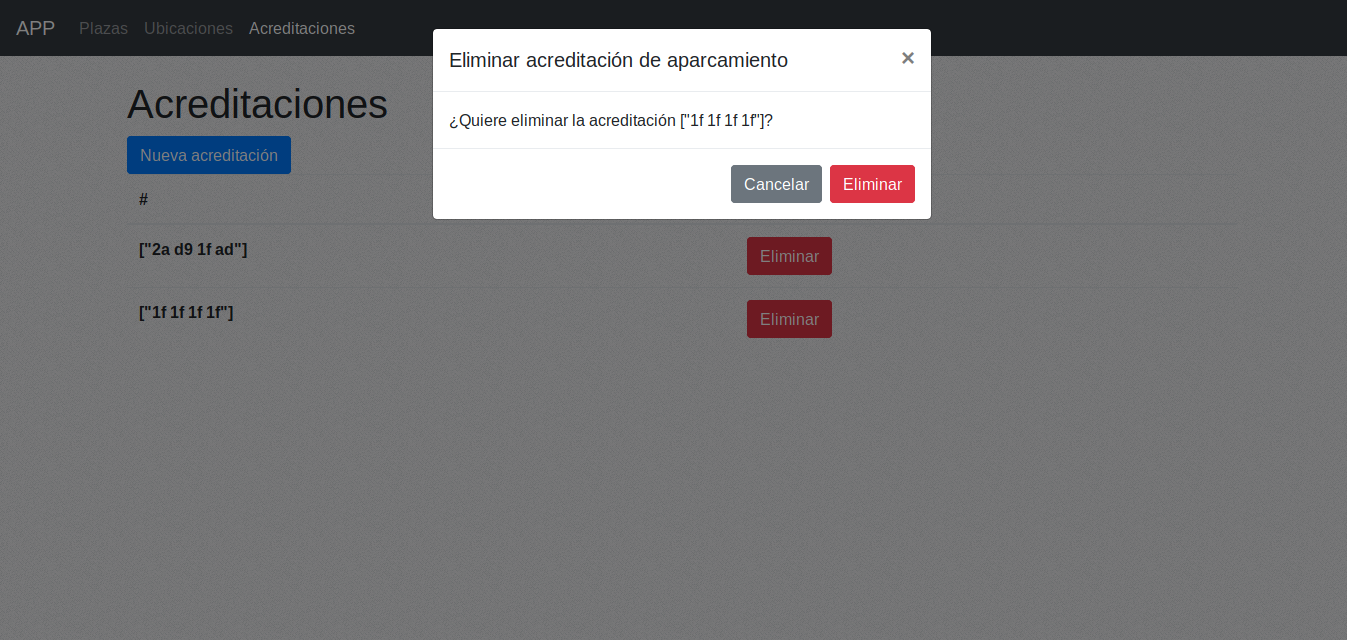 APP Plazas Ubicaciones Acreditaciones
Eliminar acreditación de aparcamiento ×
¿Quiere eliminar la acreditación ["1f 1f 1f 1f"]?
Cancelar Eliminar
Acreditaciones
Nueva acreditación
#
["2a d9 1f ad"] Eliminar
["1f 1f 1f 1f"] Eliminar